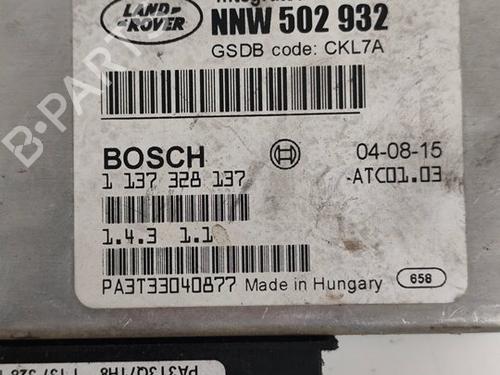 LAND
ROVER
NNW 502 932
GSDB code: CKL7A
BOSCH
04-08-15
1 137 328 137
-ATC01.03
1.4.3 1.1
PA3T33040877 Made in Hungary 658
B-PARTS